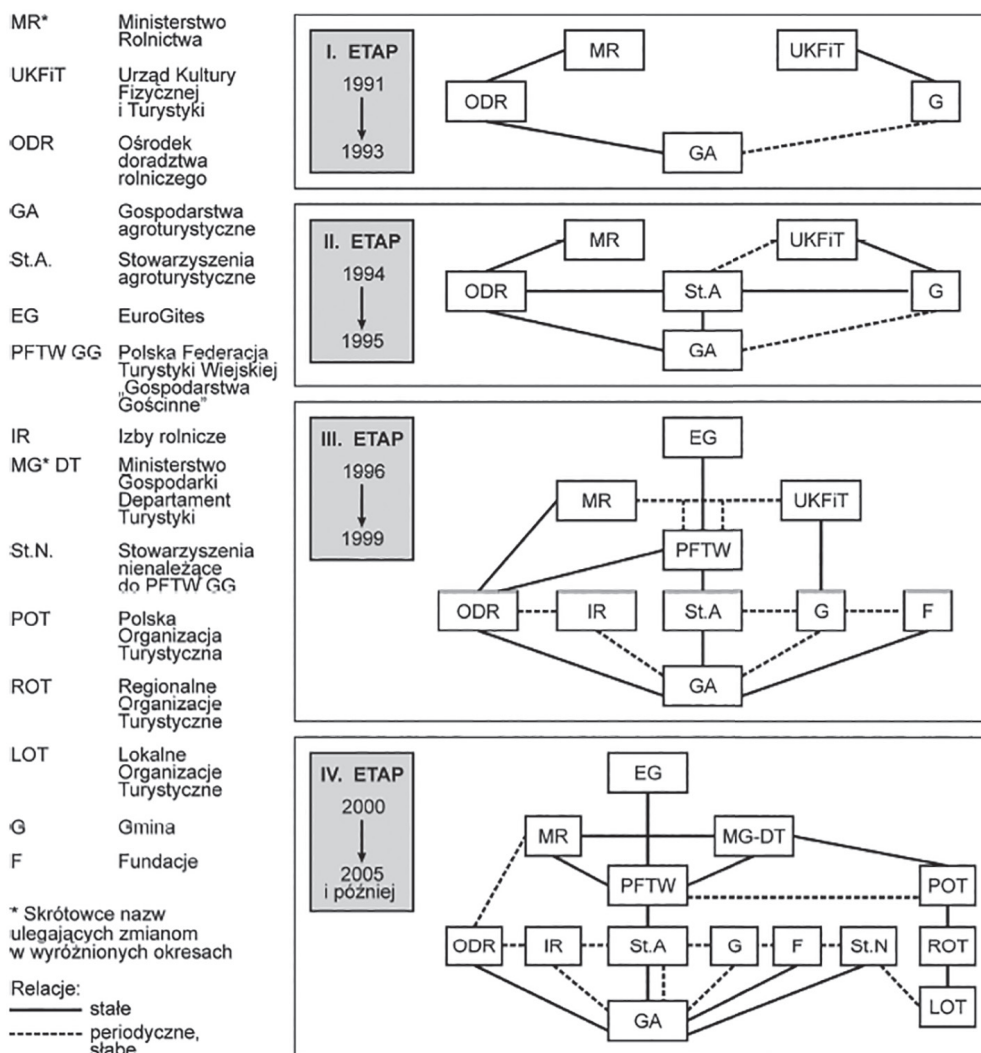 MR* Ministerstwo
Rolnictwa
UKFiT Urząd Kultury
Fizycznej
i Turystyki
ODR Ośrodek
doradztwa
rolniczego
GA Gospodarstwa
agroturystyczne
St.A. Stowarzyszenia
agroturystyczne
EG EuroGites
PFTW GG Polska Federacja
Turystyki Wiejskiej
„Gospodarstwa
Gościnne”
IR Izby rolnicze
MG* DT Ministerstwo
Gospodarki
Departament
Turystyki
St.N. Stowarzyszenia
nienależące
do PFTW GG
POT Polska
Organizacja
Turystyczna
ROT Regionalne
Organizacje
Turystyczne
LOT Lokalne
Organizacje
Turystyczne
G Gmina
F Fundacje
* Skrótowce nazw
ulegających zmianom
w wyróżnionych okresach
Relacje:
stałe
periodyczne,
słabe
I. ETAP
1991
1993
MR UKFiT
ODR G
GA
II. ETAP
1994
1995
MR UKFiT
ODR St.A G
GA
III. ETAP
1996
1999
EG
MR UKFiT
PFTW
ODR IR St.A G F
GA
IV. ETAP
2000
2005
i później
EG
MR MG-DT
PFTW POT
ODR IR St.A G F St.N ROT
GA LOT